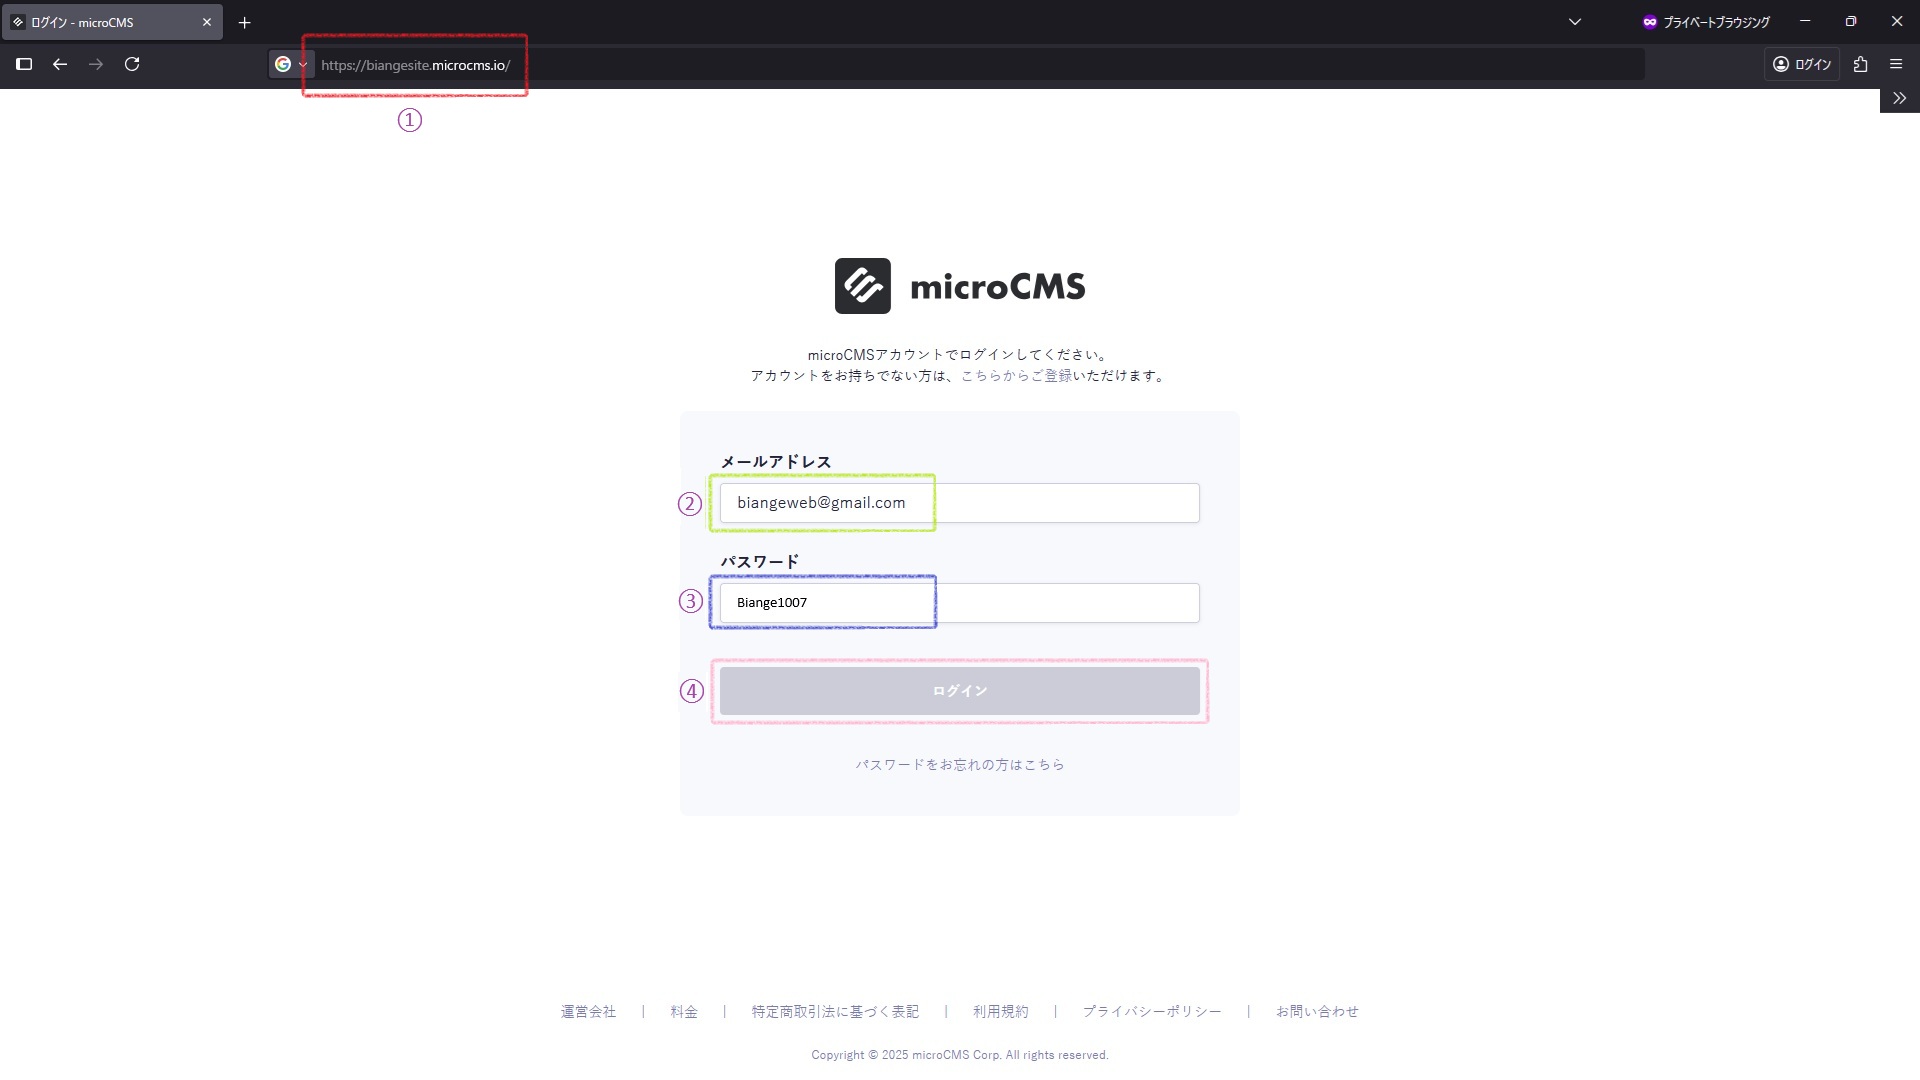 ログイン - microCMS
プライベートブラウジング
https://biangesite.microcms.io/
ログイン
①
microCMS
microCMSアカウントでログインしてください。
アカウントをお持ちでない方は、こちらからご登録いただけます。
メールアドレス
② biangeweb@gmail.com
パスワード
③ Biange1007
④ ログイン
パスワードをお忘れの方はこちら
運営会社 | 料金 | 特定商取引法に基づく表記 | 利用規約 | プライバシーポリシー | お問い合わせ
Copyright © 2025 microCMS Corp. All rights reserved.